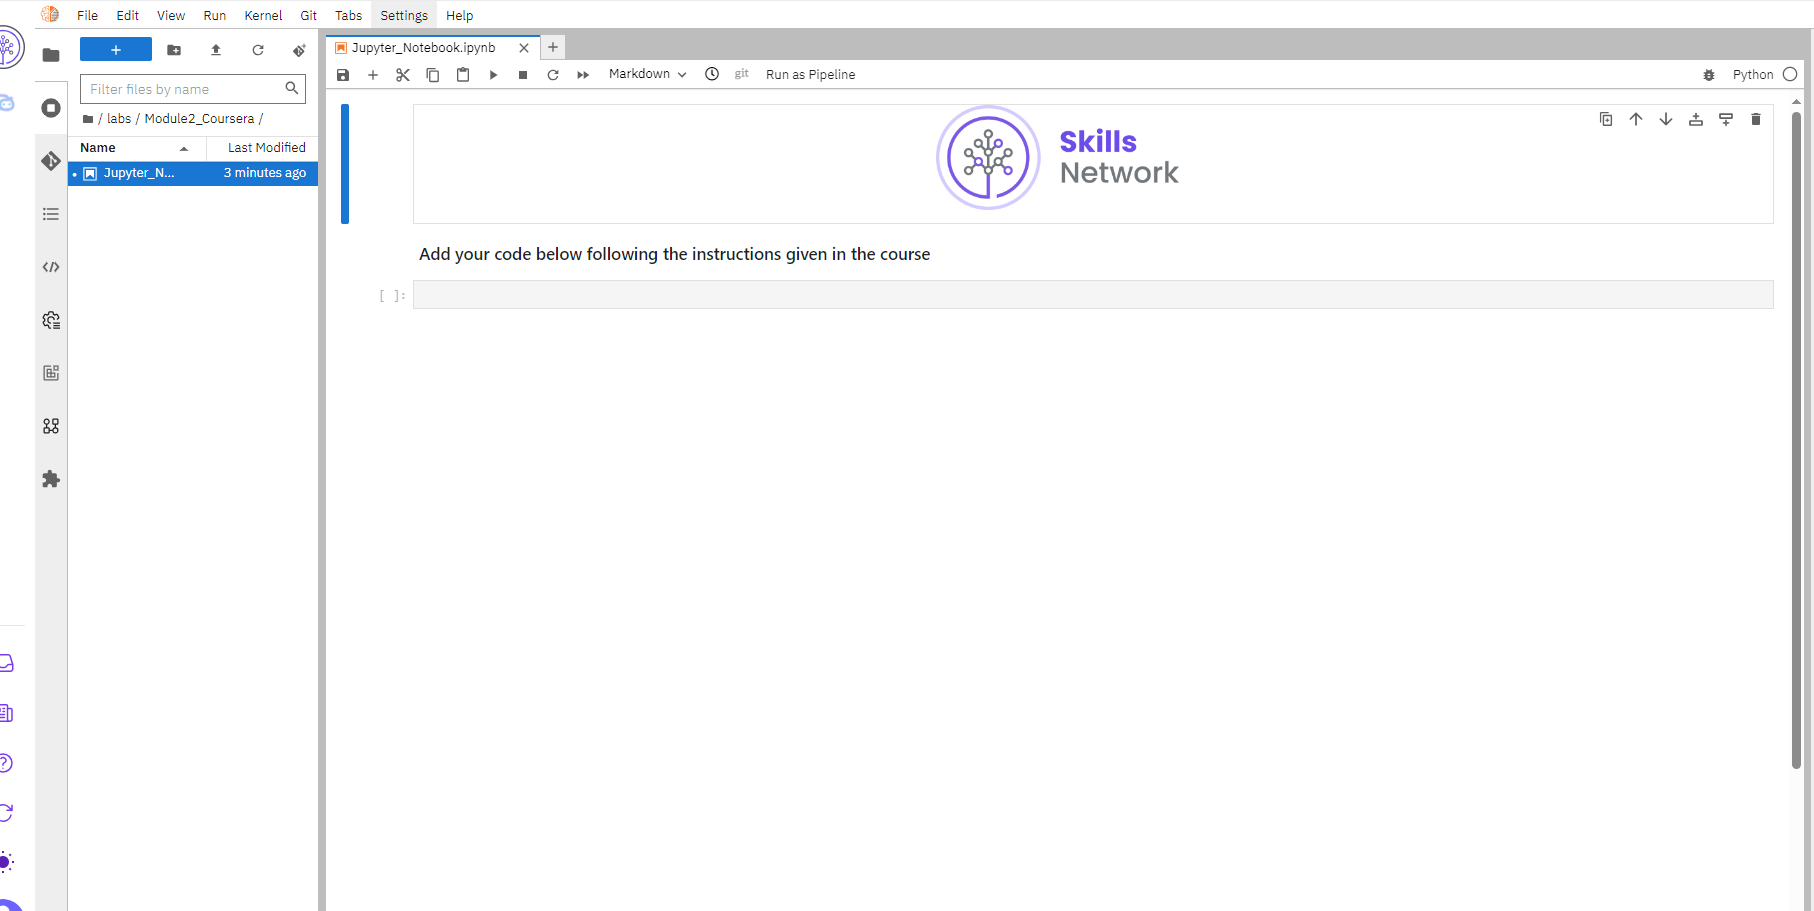 File Edit View Run Kernel Git Tabs Settings Help
+
Filter files by name
/ labs / Module2_Coursera /
Name Last Modified
Jupyter_N... 3 minutes ago
Jupyter_Notebook.ipynb
Markdown git Run as Pipeline Python
Skills
Network
Add your code below following the instructions given in the course
[ ]: